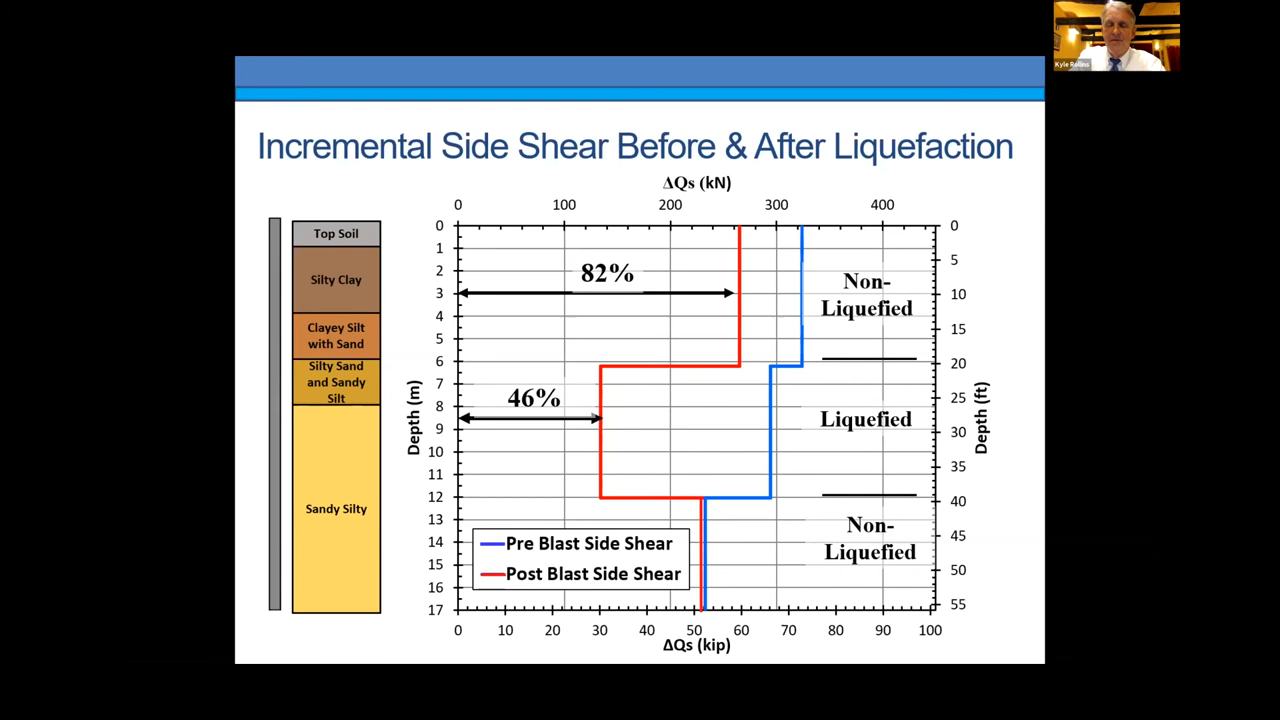 Kyle Rollins
Incremental Side Shear Before & After Liquefaction
ΔQs (kN)
0 100 200 300 400
Top Soil
Silty Clay
Clayey Silt
with Sand
Silty Sand
and Sandy
Silt
Sandy Silty
Depth (m)
0
1
2
3
4
5
6
7
8
9
10
11
12
13
14
15
16
17
82%
46%
Non-
Liquefied
Liquefied
Non-
Liquefied
Pre Blast Side Shear
Post Blast Side Shear
0
5
10
15
20
25
30
35
40
45
50
55
Depth (ft)
0 10 20 30 40 50 60 70 80 90 100
ΔQs (kip)